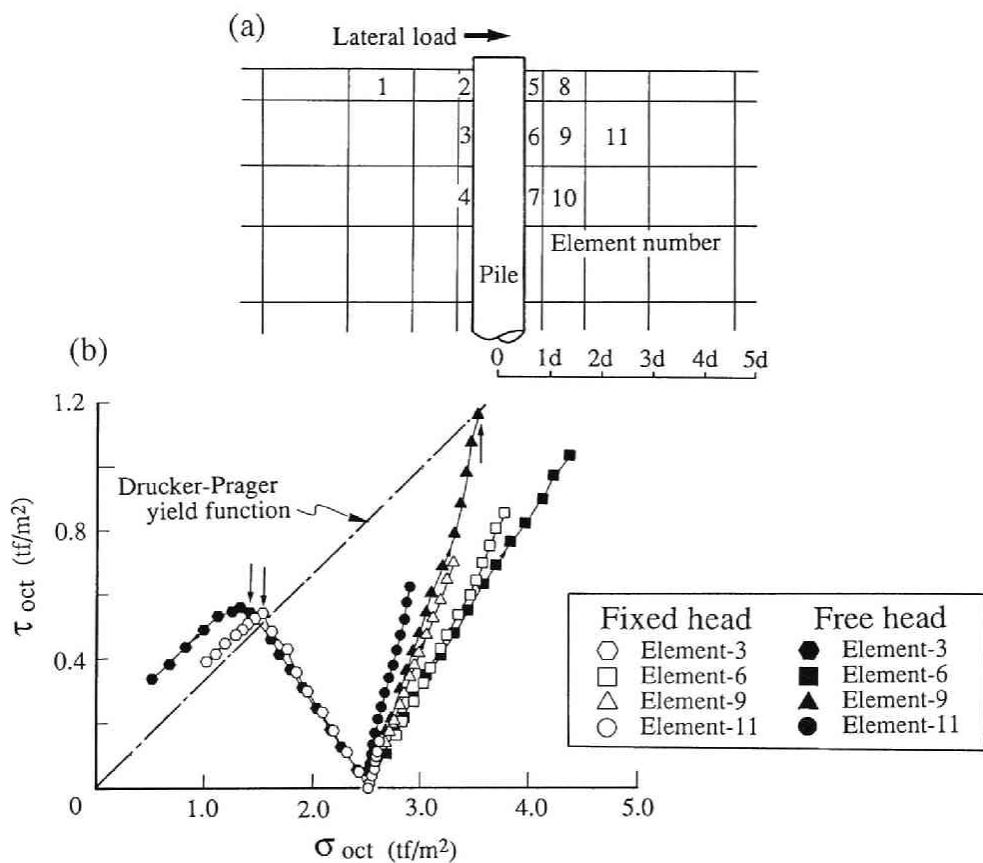 (a)
Lateral load
1 2 5 8
3 6 9 11
4 7 10
Element number
Pile
0 1d 2d 3d 4d 5d
(b)
1.2
0.8
0.4
0
τ oct (tf/m²)
Drucker-Prager
yield function
1.0 2.0 3.0 4.0 5.0
σ oct (tf/m²)
Fixed head Free head
Element-3 Element-3
Element-6 Element-6
Element-9 Element-9
Element-11 Element-11